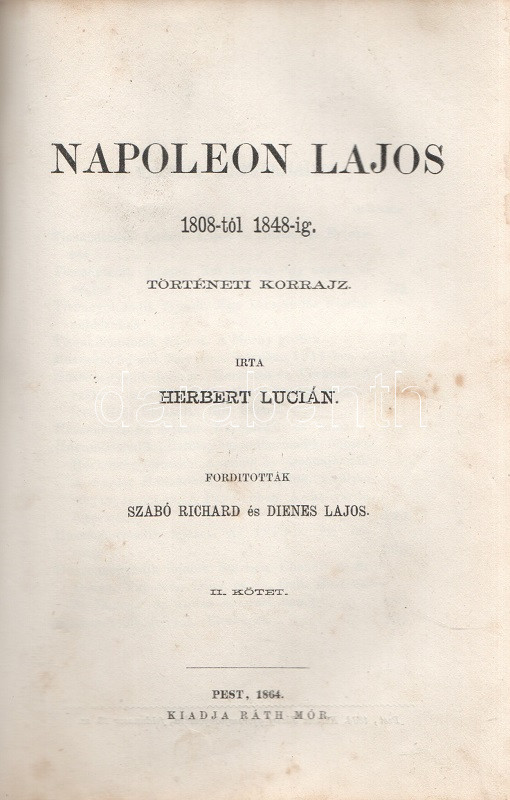 NAPOLEON LAJOS
1808-tól 1848-ig.
TÖRTÉNETI KORRAJZ.
IRTA
HERBERT LUCIÁN.
darabanth
FORDITOTTÁK
SZABÓ RICHARD és DIENES LAJOS.
II. KÖTET.
PEST, 1864.
KIADJA RÁTH MÓR.